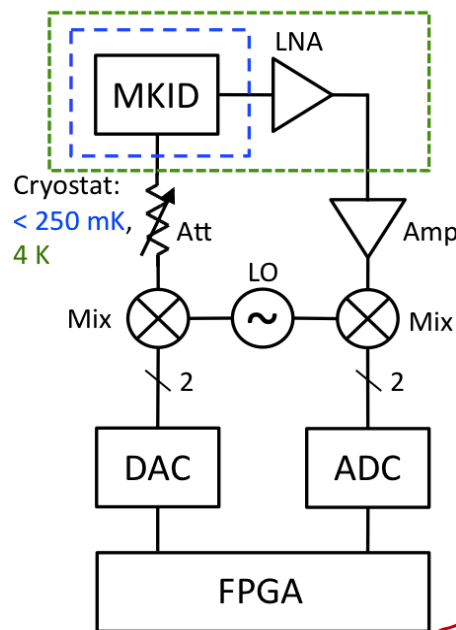 LNA
MKID
Cryostat:
< 250 mK,
4 K
Att
Amp
LO
Mix
~
Mix
2
2
DAC
ADC
FPGA